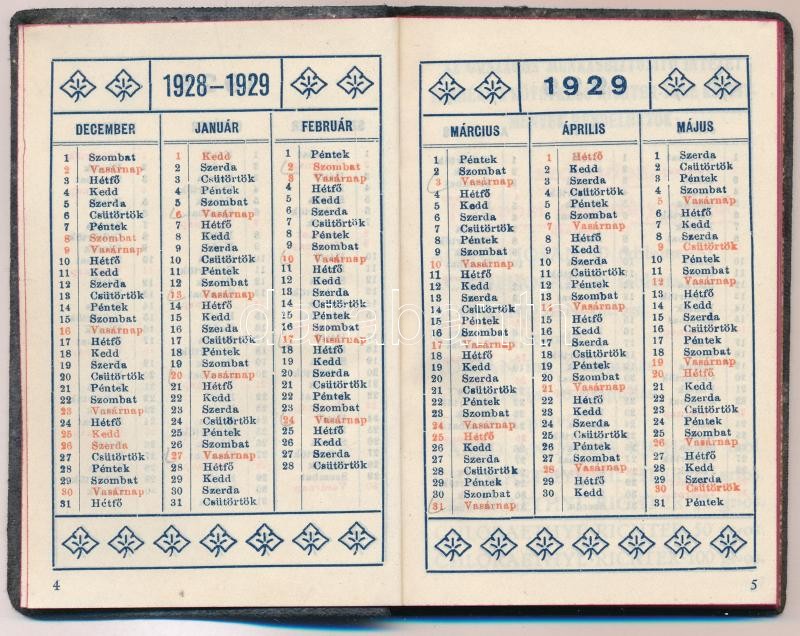 1928-1929
DECEMBER
1 Szombat
2 Vasárnap
3 Hétfő
4 Kedd
5 Szerda
6 Csütörtök
7 Péntek
8 Szombat
9 Vasárnap
10 Hétfő
11 Kedd
12 Szerda
13 Csütörtök
14 Péntek
15 Szombat
16 Vasárnap
17 Hétfő
18 Kedd
19 Szerda
20 Csütörtök
21 Péntek
22 Szombat
23 Vasárnap
24 Hétfő
25 Kedd
26 Szerda
27 Csütörtök
28 Péntek
29 Szombat
30 Vasárnap
31 Hétfő
JANUÁR
1 Kedd
2 Szerda
3 Csütörtök
4 Péntek
5 Szombat
6 Vasárnap
7 Hétfő
8 Kedd
9 Szerda
10 Csütörtök
11 Péntek
12 Szombat
13 Vasárnap
14 Hétfő
15 Kedd
16 Szerda
17 Csütörtök
18 Péntek
19 Szombat
20 Vasárnap
21 Hétfő
22 Kedd
23 Szerda
24 Csütörtök
25 Péntek
26 Szombat
27 Vasárnap
28 Hétfő
29 Kedd
30 Szerda
31 Csütörtök
FEBRUÁR
1 Péntek
2 Szombat
3 Vasárnap
4 Hétfő
5 Kedd
6 Szerda
7 Csütörtök
8 Péntek
9 Szombat
10 Vasárnap
11 Hétfő
12 Kedd
13 Szerda
14 Csütörtök
15 Péntek
16 Szombat
17 Vasárnap
18 Hétfő
19 Kedd
20 Szerda
21 Csütörtök
22 Péntek
23 Szombat
24 Vasárnap
25 Hétfő
26 Kedd
27 Szerda
28 Csütörtök
4
1929
MÁRCIUS
1 Péntek
2 Szombat
3 Vasárnap
4 Hétfő
5 Kedd
6 Szerda
7 Csütörtök
8 Péntek
9 Szombat
10 Vasárnap
11 Hétfő
12 Kedd
13 Szerda
14 Csütörtök
15 Péntek
16 Szombat
17 Vasárnap
18 Hétfő
19 Kedd
20 Szerda
21 Csütörtök
22 Péntek
23 Szombat
24 Vasárnap
25 Hétfő
26 Kedd
27 Szerda
28 Csütörtök
29 Péntek
30 Szombat
31 Vasárnap
ÁPRILIS
1 Hétfő
2 Kedd
3 Szerda
4 Csütörtök
5 Péntek
6 Szombat
7 Vasárnap
8 Hétfő
9 Kedd
10 Szerda
11 Csütörtök
12 Péntek
13 Szombat
14 Vasárnap
15 Hétfő
16 Kedd
17 Szerda
18 Csütörtök
19 Péntek
20 Szombat
21 Vasárnap
22 Hétfő
23 Kedd
24 Szerda
25 Csütörtök
26 Péntek
27 Szombat
28 Vasárnap
29 Hétfő
30 Kedd
MÁJUS
1 Szerda
2 Csütörtök
3 Péntek
4 Szombat
5 Vasárnap
6 Hétfő
7 Kedd
8 Szerda
9 Csütörtök
10 Péntek
11 Szombat
12 Vasárnap
13 Hétfő
14 Kedd
15 Szerda
16 Csütörtök
17 Péntek
18 Szombat
19 Vasárnap
20 Hétfő
21 Kedd
22 Szerda
23 Csütörtök
24 Péntek
25 Szombat
26 Vasárnap
27 Hétfő
28 Kedd
29 Szerda
30 Csütörtök
31 Péntek
5